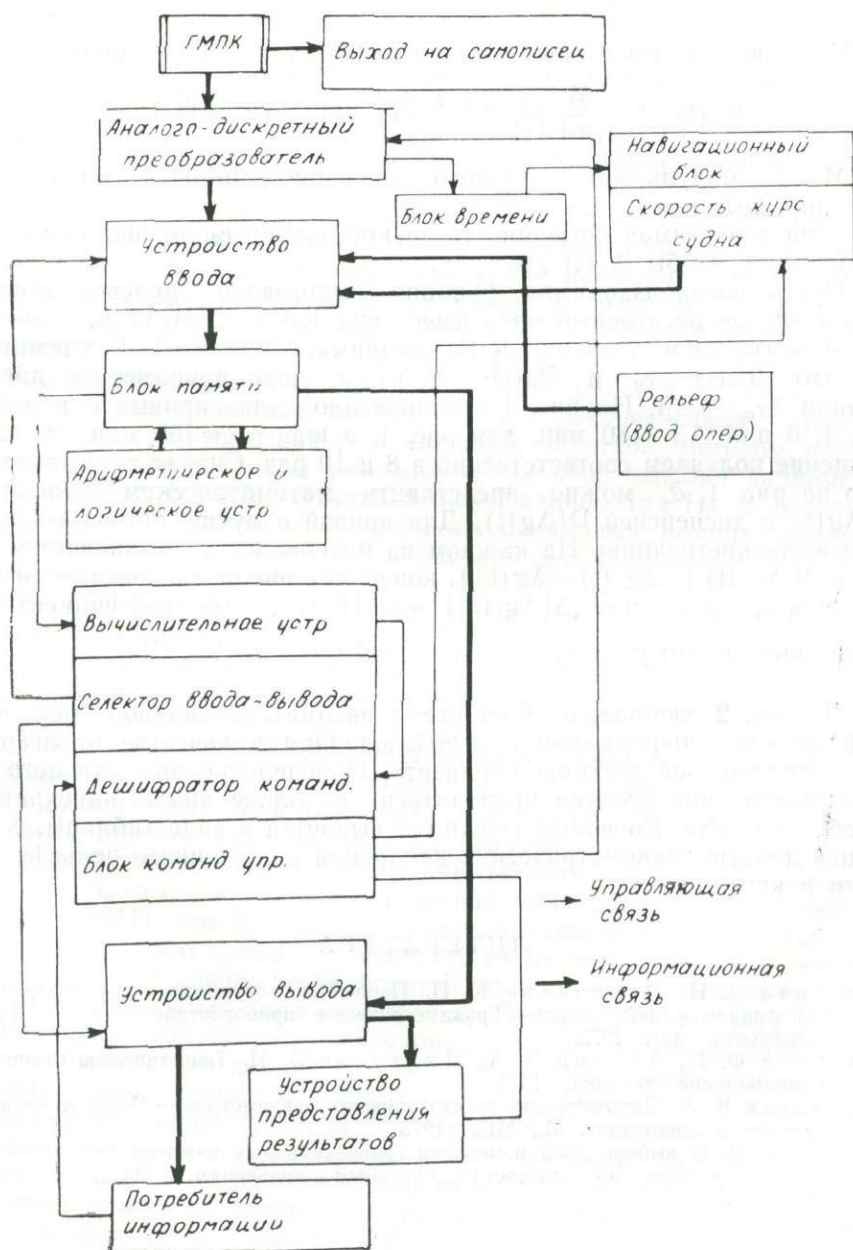 ГМПК
Выход на самописец
Аналого-дискретный
преобразователь
Навигационный
блок
Блок времени
Скорость, курс
судна
Устройство
ввода
Блок памяти
Рельеф
(ввод опер.)
Арифметическое и
логическое устр
Вычислительное устр
Селектор ввода-вывода
Дешифратор команд.
Блок команд упр.
Управляющая
связь
Информационная
связь
Устройство вывода
Устройство
представления
результатов
Потребитель
информации